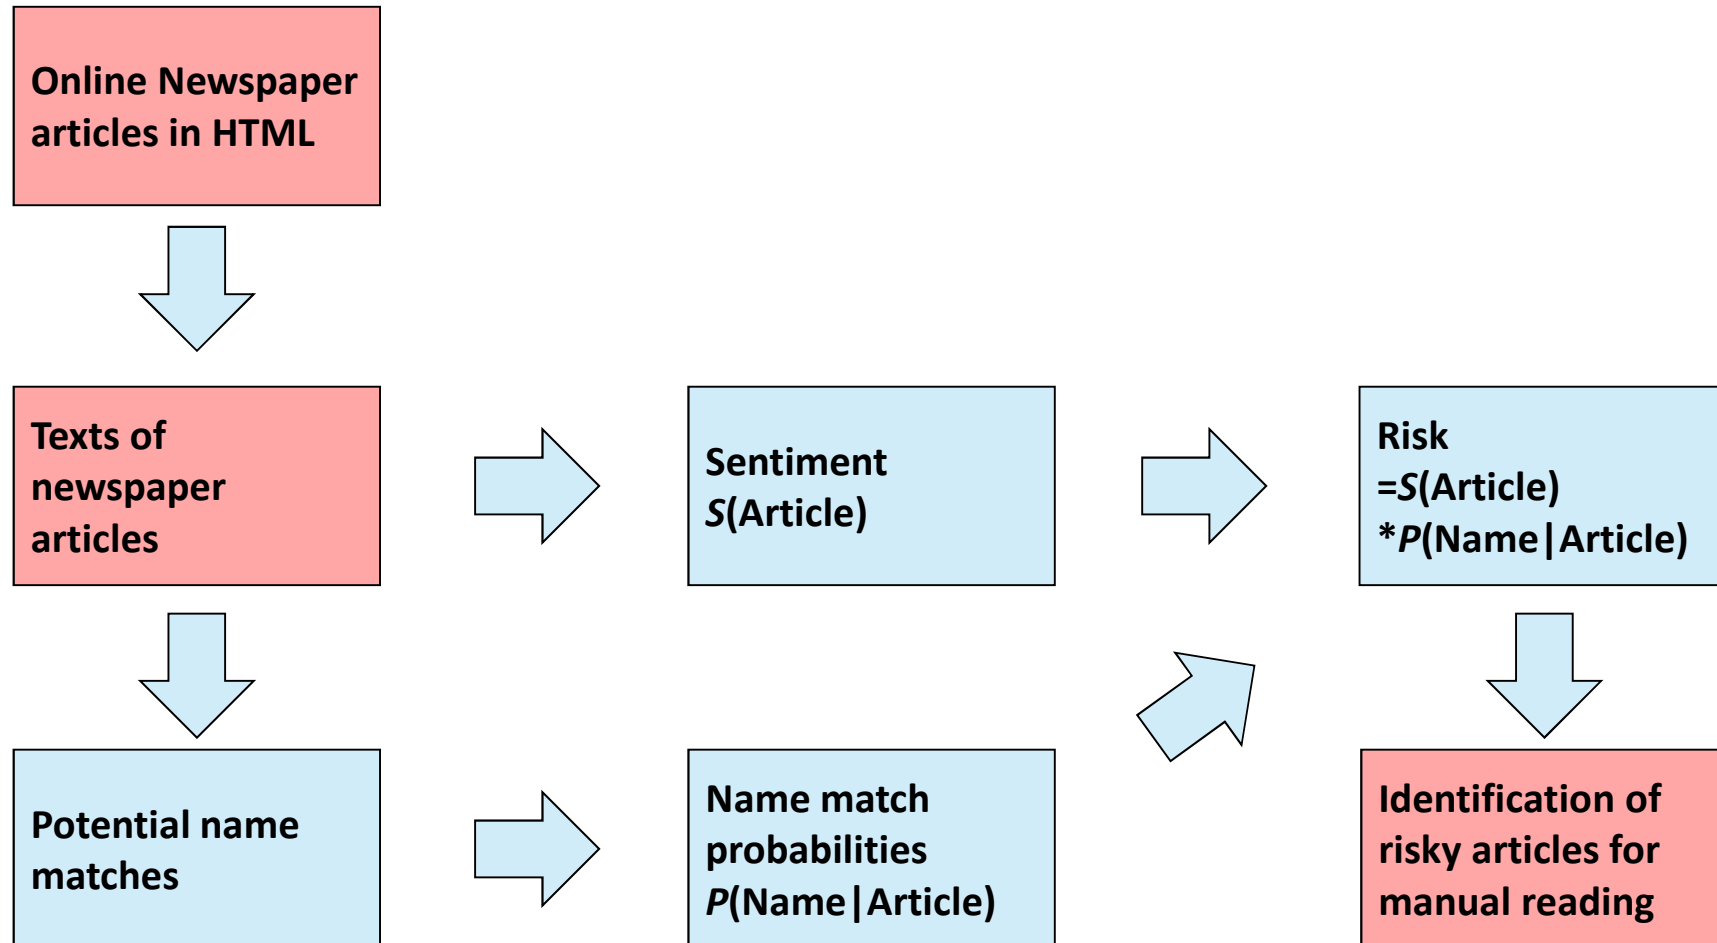 Online Newspaper
articles in HTML
Texts of
newspaper
articles
Sentiment
S(Article)
Risk
=S(Article)
*P(Name|Article)
Potential name
matches
Name match
probabilities
P(Name|Article)
Identification of
risky articles for
manual reading